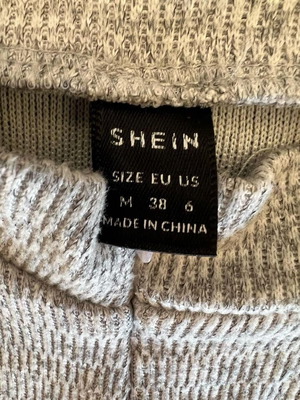 SHEIN
SIZE EU US
M 38 6
MADE IN CHINA